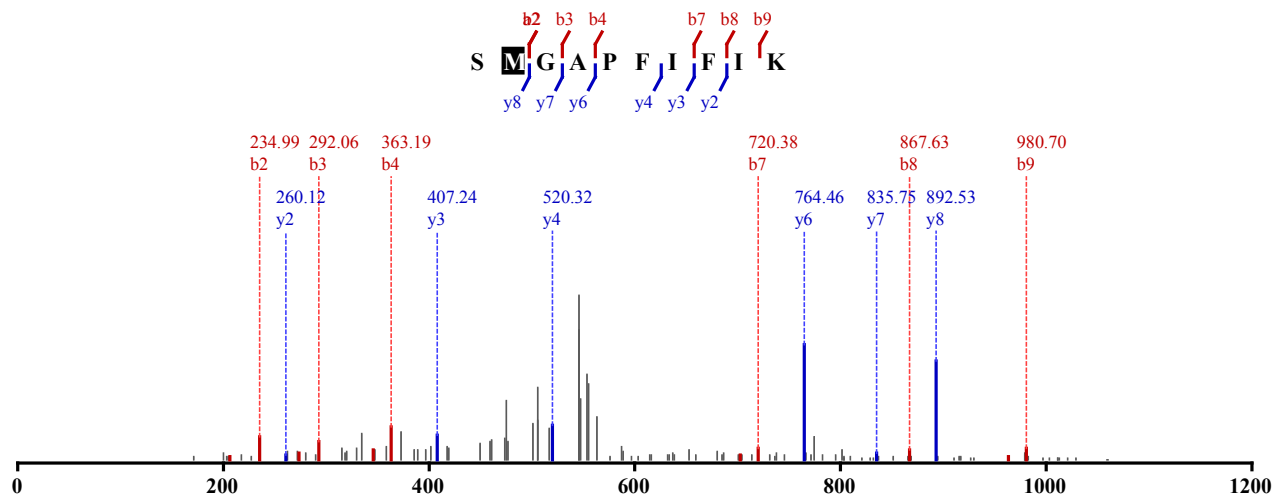 a2 b2 b3 b4 b7 b8 b9
S M G A P F I F I K
y8 y7 y6 y4 y3 y2
234.99 292.06 363.19 720.38 867.63 980.70
b2 b3 b4 b7 b8 b9
260.12 407.24 520.32 764.46 835.75 892.53
y2 y3 y4 y6 y7 y8
0 200 400 600 800 1000 1200